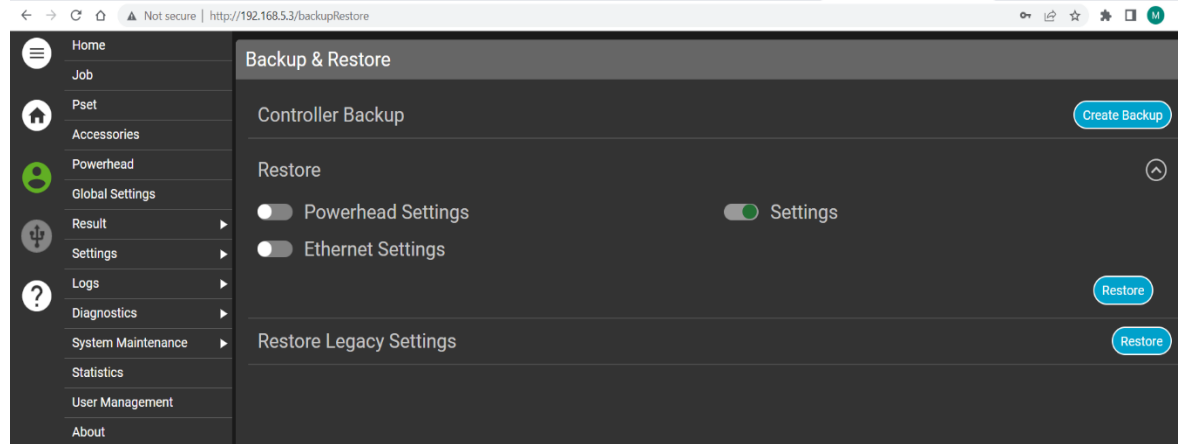 Not secure | http://192.168.5.3/backupRestore
M
Home
Job
Pset
Accessories
Powerhead
Global Settings
Result
Settings
Logs
Diagnostics
System Maintenance
Statistics
User Management
About
Backup & Restore
Controller Backup
Create Backup
Restore
Powerhead Settings
Settings
Ethernet Settings
Restore
Restore Legacy Settings
Restore